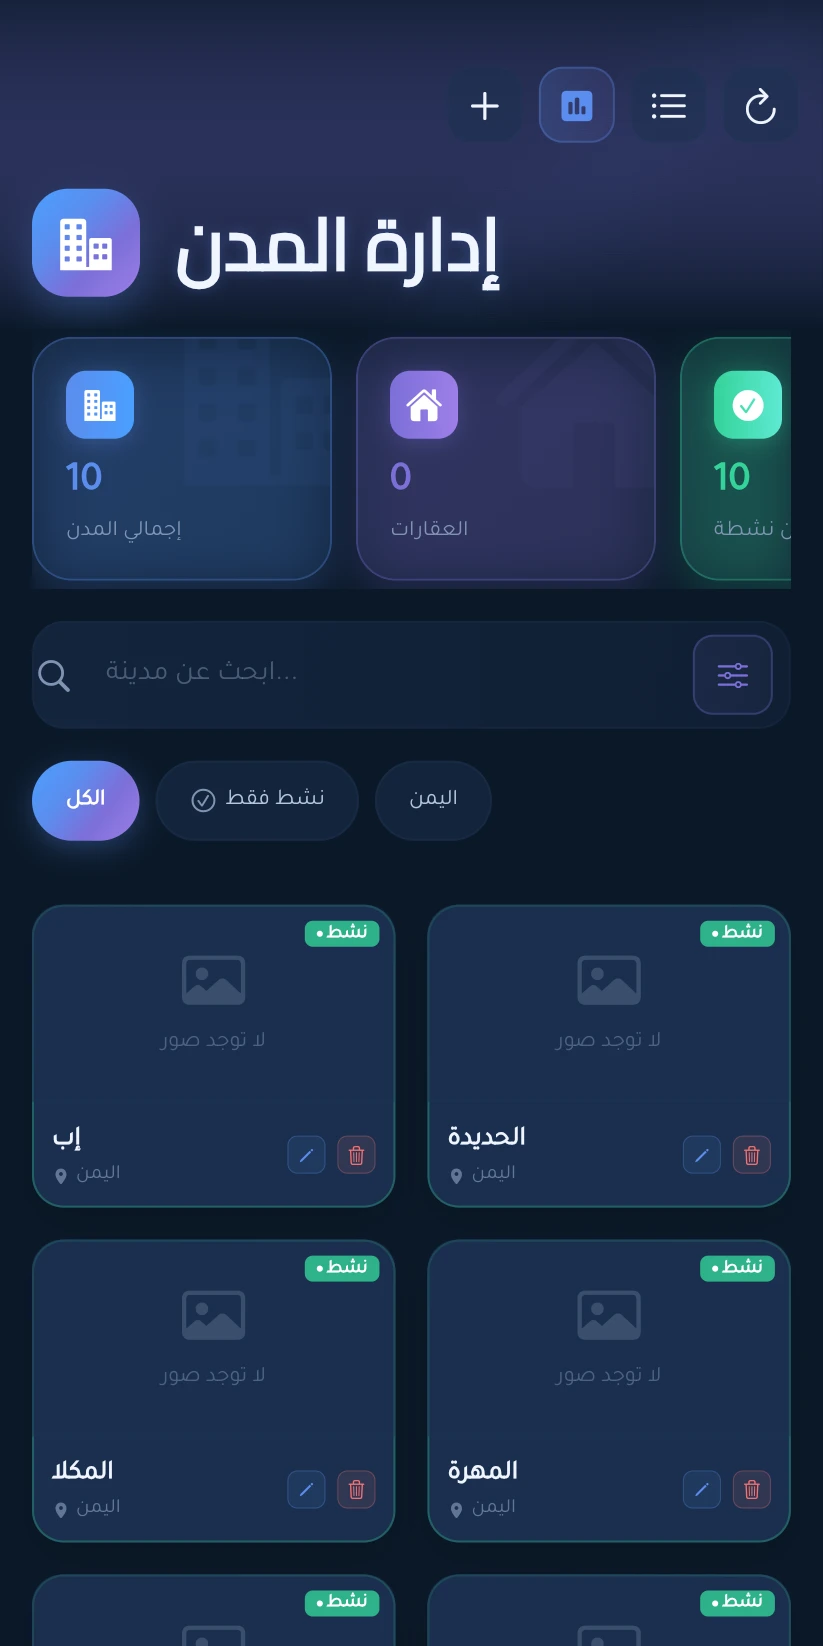 إدارة المدن
10
إجمالي المدن
0
العقارات
10
نشطة
ابحث عن مدينة...
الكل
نشط فقط
اليمن
نشط
لا توجد صور
إب
اليمن
نشط
لا توجد صور
الحديدة
اليمن
نشط
لا توجد صور
المكلا
اليمن
نشط
لا توجد صور
المهرة
اليمن
نشط
نشط